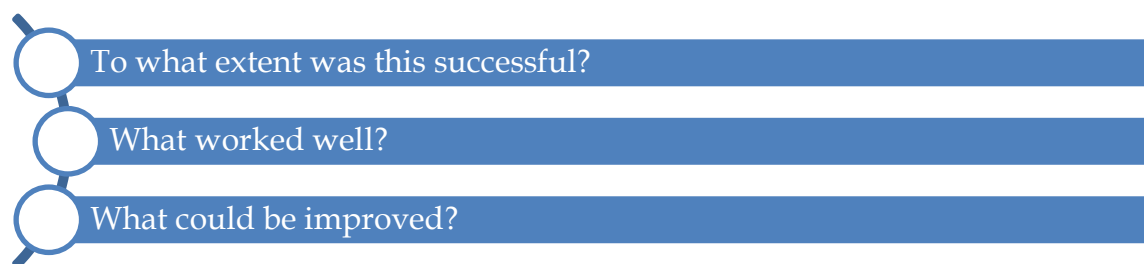 To what extent was this successful?
What worked well?
What could be improved?